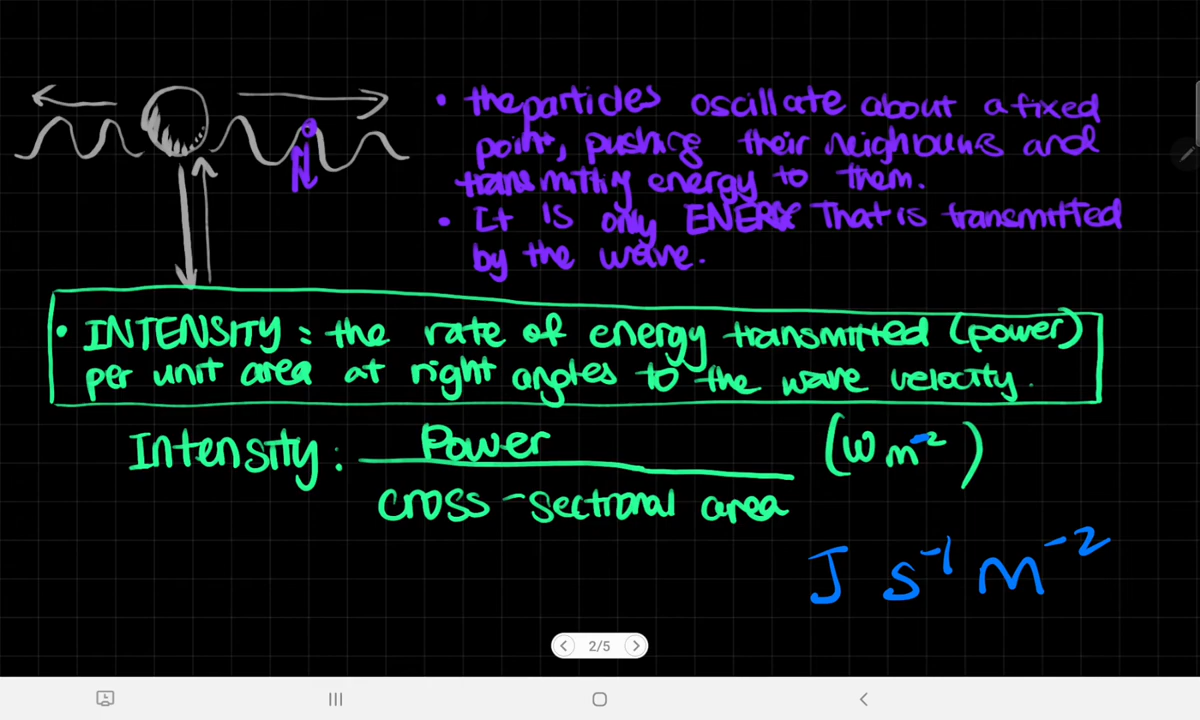 • the particles oscillate about a fixed
point, pushing their neighbours and
transmitting energy to them.
• It is only ENERGY that is transmitted
by the wave.
• INTENSITY : the rate of energy transmitted (power)
per unit area at right angles to the wave velocity.
Intensity : Power (W m⁻²)
cross-sectional area
J s⁻¹ m⁻²
2/5